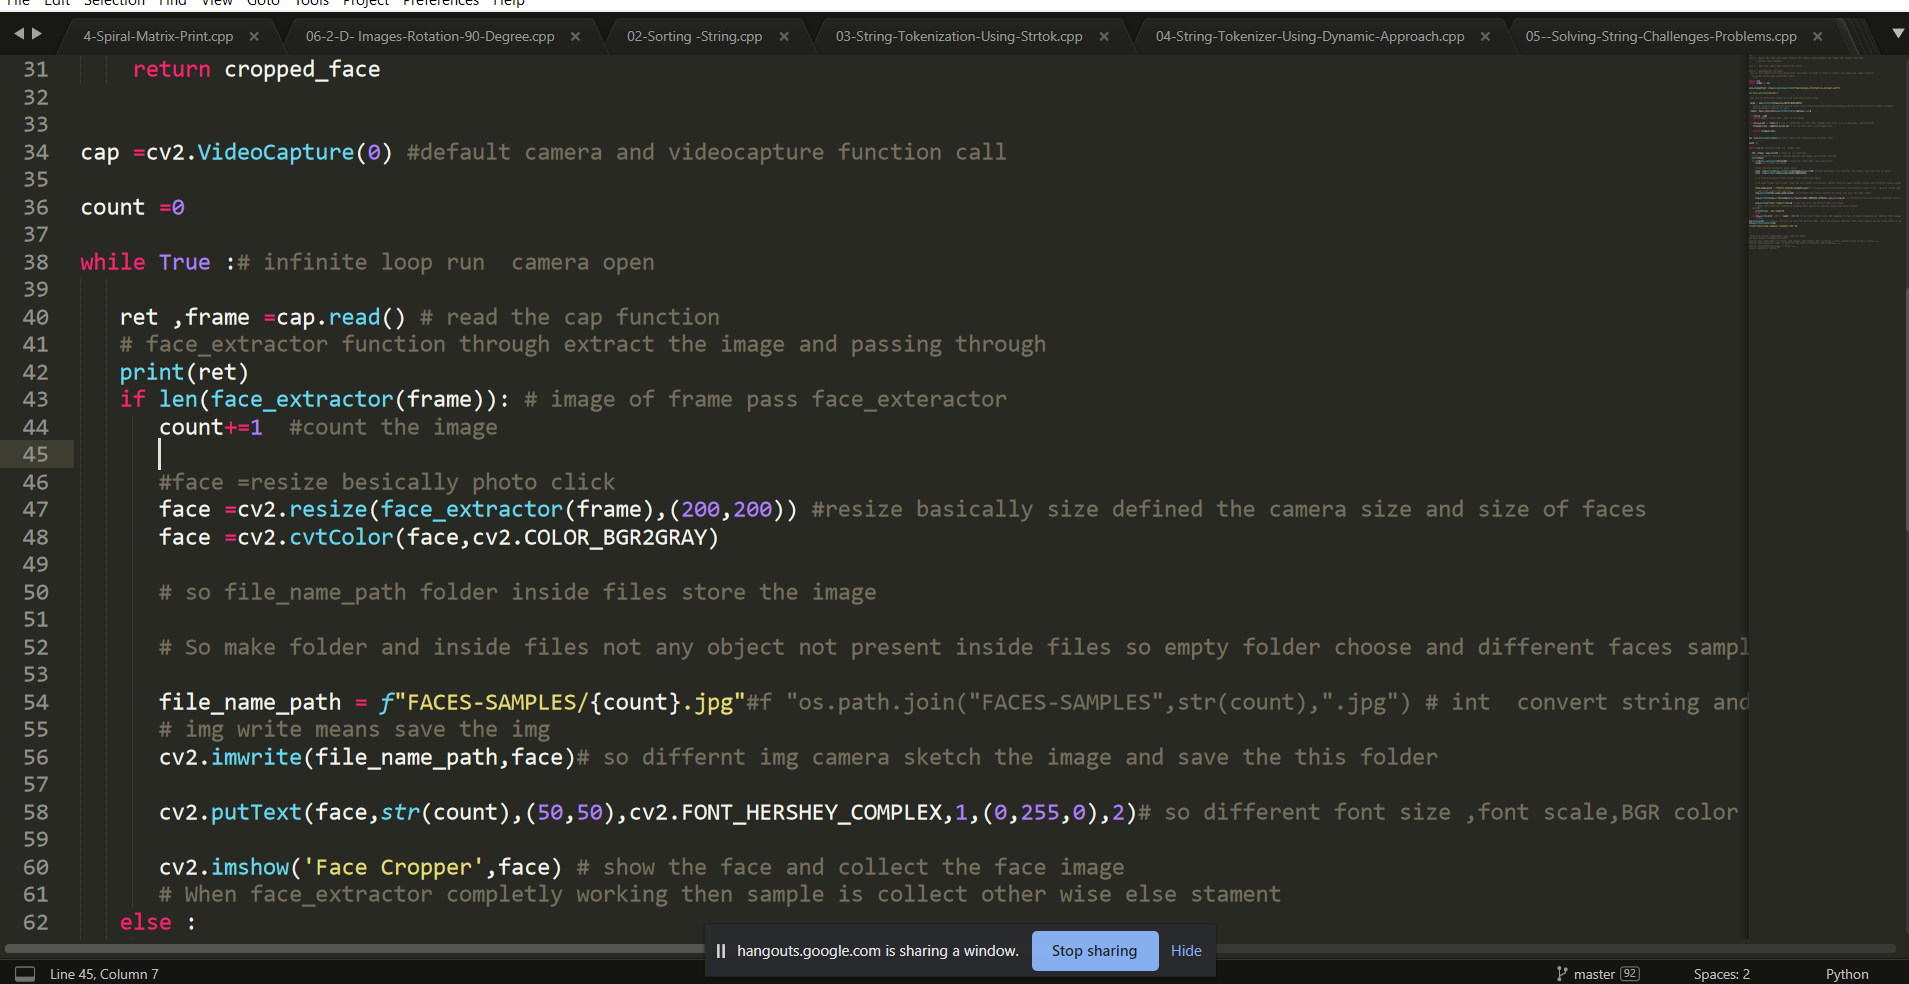 File Edit Selection Find View Goto Tools Project Preferences Help
4-Spiral-Matrix-Print.cpp × 06-2-D- Images-Rotation-90-Degree.cpp × 02-Sorting -String.cpp × 03-String-Tokenization-Using-Strtok.cpp × 04-String-Tokenizer-Using-Dynamic-Approach.cpp × 05--Solving-String-Challenges-Problems.cpp ×
31 return cropped_face
32
33
34 cap =cv2.VideoCapture(0) #default camera and videocapture function call
35
36 count =0
37
38 while True :# infinite loop run  camera open
39
40 ret ,frame =cap.read() # read the cap function
41 # face_extractor function through extract the image and passing through
42 print(ret)
43 if len(face_extractor(frame)): # image of frame pass face_exteractor
44 count+=1  #count the image
45
46 #face =resize besically photo click
47 face =cv2.resize(face_extractor(frame),(200,200)) #resize basically size defined the camera size and size of faces
48 face =cv2.cvtColor(face,cv2.COLOR_BGR2GRAY)
49
50 # so file_name_path folder inside files store the image
51
52 # So make folder and inside files not any object not present inside files so empty folder choose and different faces sampl
53
54 file_name_path = f"FACES-SAMPLES/{count}.jpg"#f "os.path.join("FACES-SAMPLES",str(count),".jpg") # int  convert string and
55 # img write means save the img
56 cv2.imwrite(file_name_path,face)# so differnt img camera sketch the image and save the this folder
57
58 cv2.putText(face,str(count),(50,50),cv2.FONT_HERSHEY_COMPLEX,1,(0,255,0),2)# so different font size ,font scale,BGR color
59
60 cv2.imshow('Face Cropper',face) # show the face and collect the face image
61 # When face_extractor completly working then sample is collect other wise else stament
62 else :
hangouts.google.com is sharing a window. Stop sharing Hide
Line 45, Column 7 master 92 Spaces: 2 Python